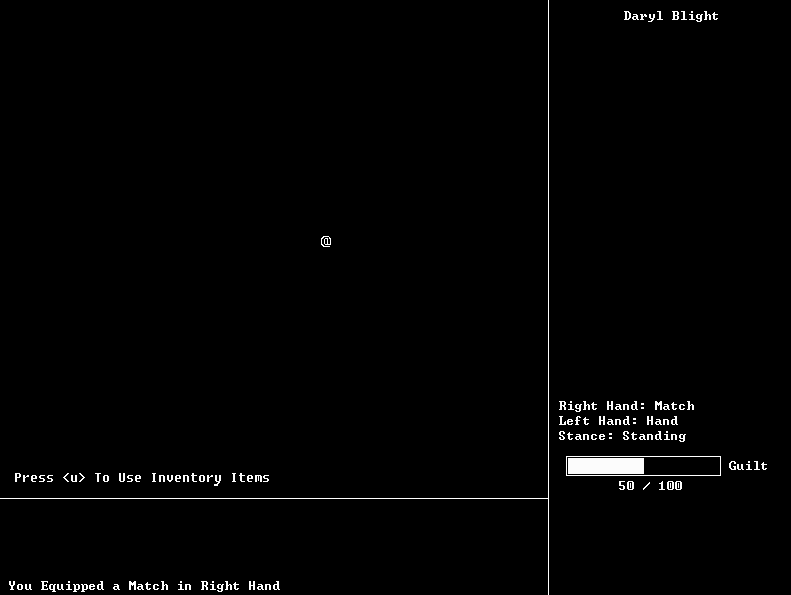 Daryl Blight
@
Right Hand: Match
Left Hand: Hand
Stance: Standing
Guilt
50 / 100
Press <u> To Use Inventory Items
You Equipped a Match in Right Hand